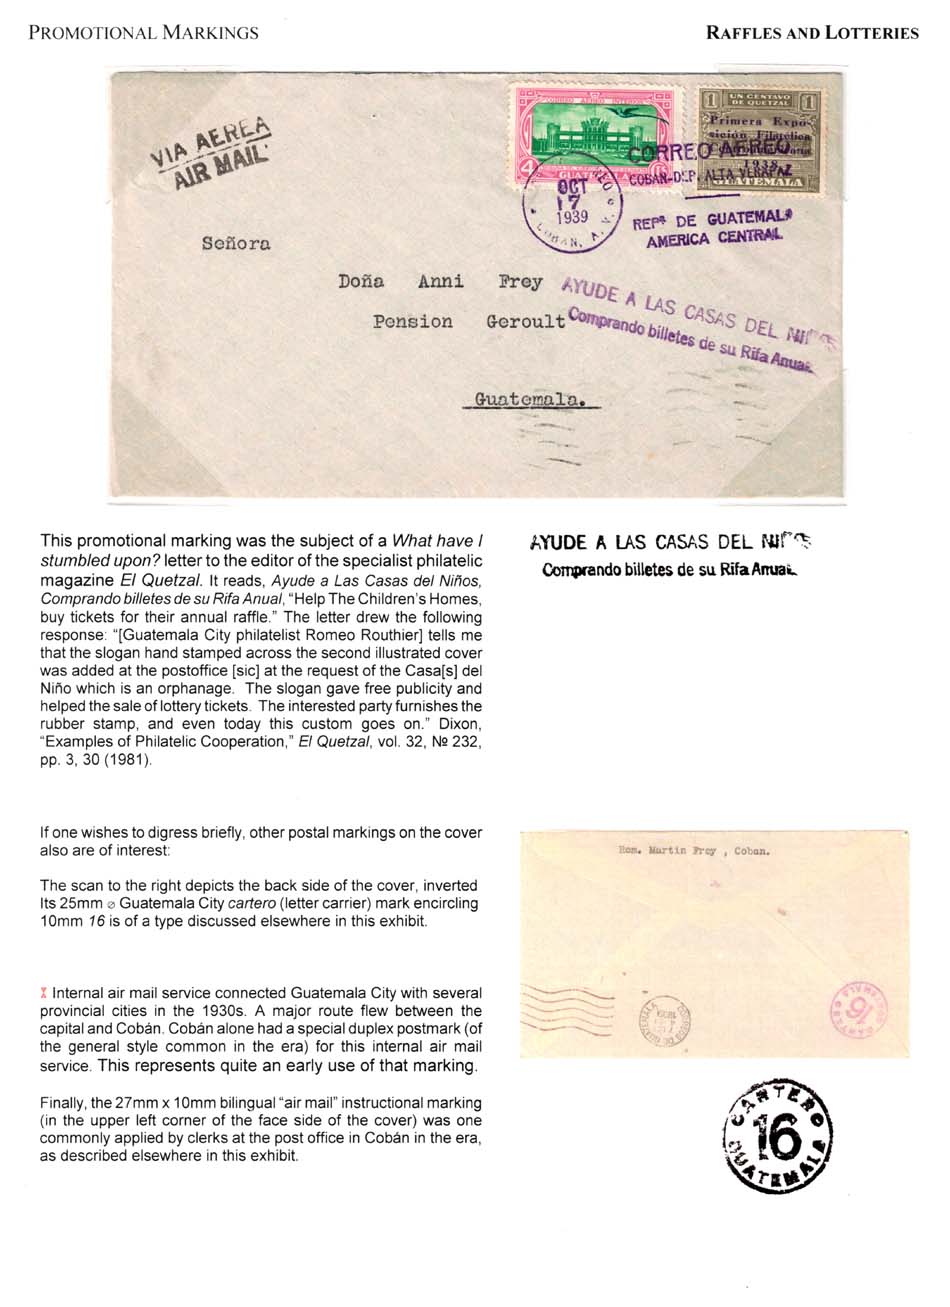 PROMOTIONAL MARKINGS
RAFFLES AND LOTTERIES
VIA AEREA
AIR MAIL
CORREO AEREO INTERIOR
4
GUATEMALA
1
UN CENTAVO
DE QUETZAL
1
Primera Expo-
sición Filatélica
1938
GUATEMALA
OCT
17
1939
COBAN, A. V.
CORREO AEREO
COBAN-DEP. ALTA VERAPAZ
REPª DE GUATEMALA
AMERICA CENTRAL
Señora
Doña Anni Frey
Pension Geroult
Guatemala.
AYUDE A LAS CASAS DEL NIÑOS
Comprando billetes de su Rifa Anual
This promotional marking was the subject of a What have I
stumbled upon? letter to the editor of the specialist philatelic
magazine El Quetzal. It reads, Ayude a Las Casas del Niños,
Comprando billetes de su Rifa Anual, “Help The Children’s Homes,
buy tickets for their annual raffle.” The letter drew the following
response: “[Guatemala City philatelist Romeo Routhier] tells me
that the slogan hand stamped across the second illustrated cover
was added at the postoffice [sic] at the request of the Casa[s] del
Niño which is an orphanage. The slogan gave free publicity and
helped the sale of lottery tickets. The interested party furnishes the
rubber stamp, and even today this custom goes on.” Dixon,
“Examples of Philatelic Cooperation,” El Quetzal, vol. 32, № 232,
pp. 3, 30 (1981).
AYUDE A LAS CASAS DEL NIÑOS
Comprando billetes de su Rifa Anual
If one wishes to digress briefly, other postal markings on the cover
also are of interest:
The scan to the right depicts the back side of the cover, inverted
Its 25mm ⌀ Guatemala City cartero (letter carrier) mark encircling
10mm 16 is of a type discussed elsewhere in this exhibit.
Rem. Martin Frey , Coban.
CARTERO
16
GUATEMALA
Internal air mail service connected Guatemala City with several
provincial cities in the 1930s. A major route flew between the
capital and Cobán. Cobán alone had a special duplex postmark (of
the general style common in the era) for this internal air mail
service. This represents quite an early use of that marking.
Finally, the 27mm x 10mm bilingual “air mail” instructional marking
(in the upper left corner of the face side of the cover) was one
commonly applied by clerks at the post office in Cobán in the era,
as described elsewhere in this exhibit.
CARTERO
16
GUATEMALA